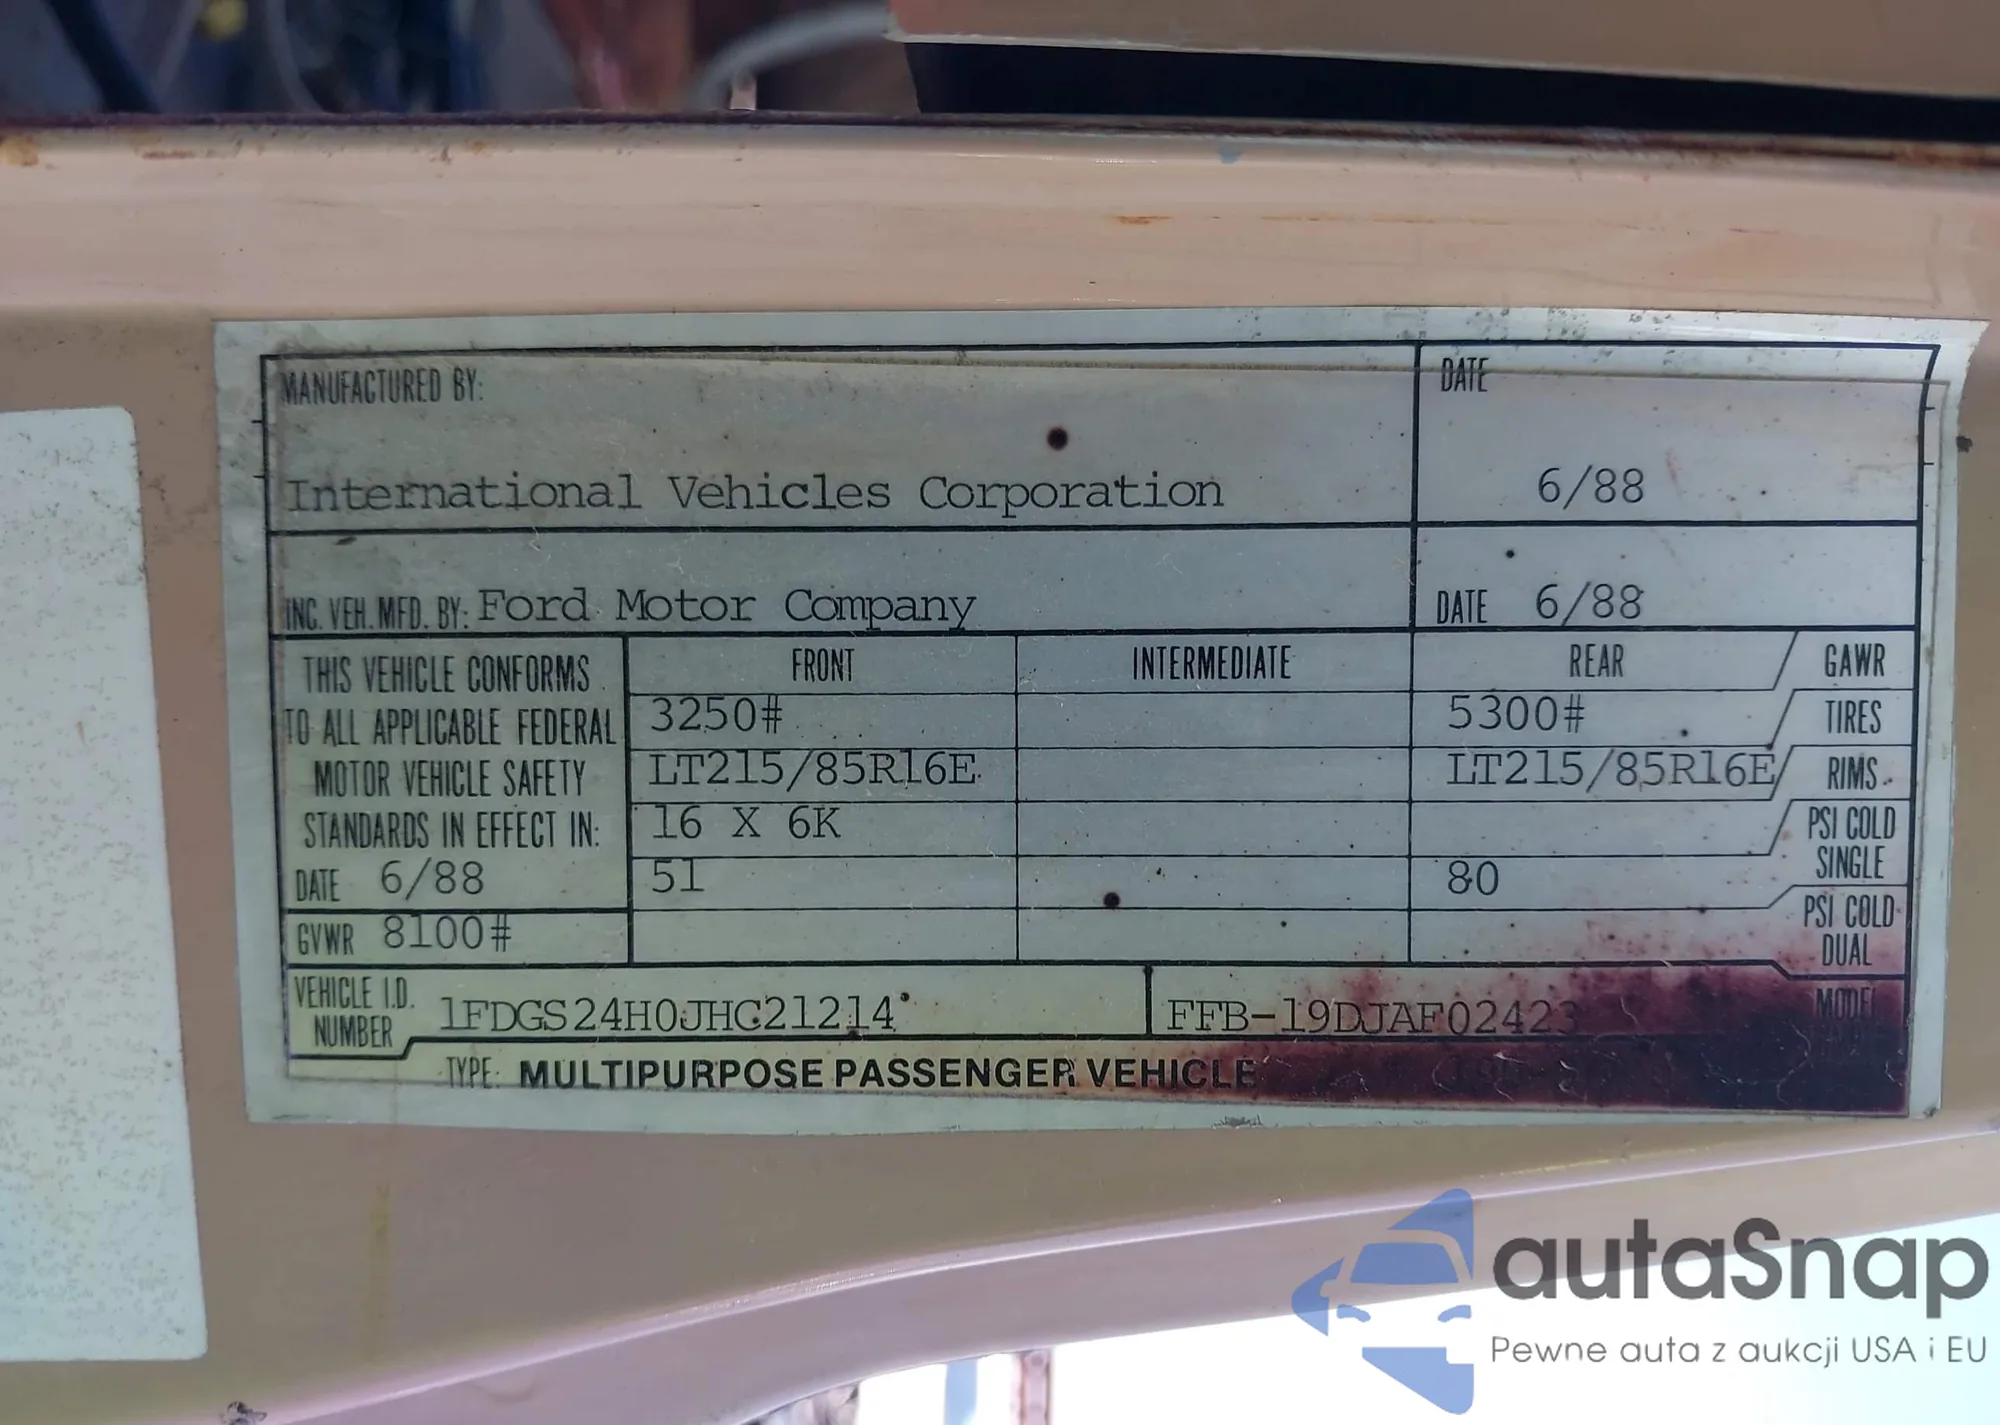 MANUFACTURED BY:
DATE
International Vehicles Corporation
6/88
INC. VEH. MFD. BY: Ford Motor Company
DATE 6/88
THIS VEHICLE CONFORMS
TO ALL APPLICABLE FEDERAL
MOTOR VEHICLE SAFETY
STANDARDS IN EFFECT IN:
DATE 6/88
GVWR 8100#
FRONT INTERMEDIATE REAR GAWR
3250# 5300# TIRES
LT215/85R16E LT215/85R16E RIMS
16 X 6K PSI COLD
SINGLE
51 80
PSI COLD
DUAL
VEHICLE I.D.
NUMBER
1FDGS24H0JHC21214
FFB-19DJAF02423
MODEL
TYPE: MULTIPURPOSE PASSENGER VEHICLE
autaSnap
Pewne auta z aukcji USA i EU